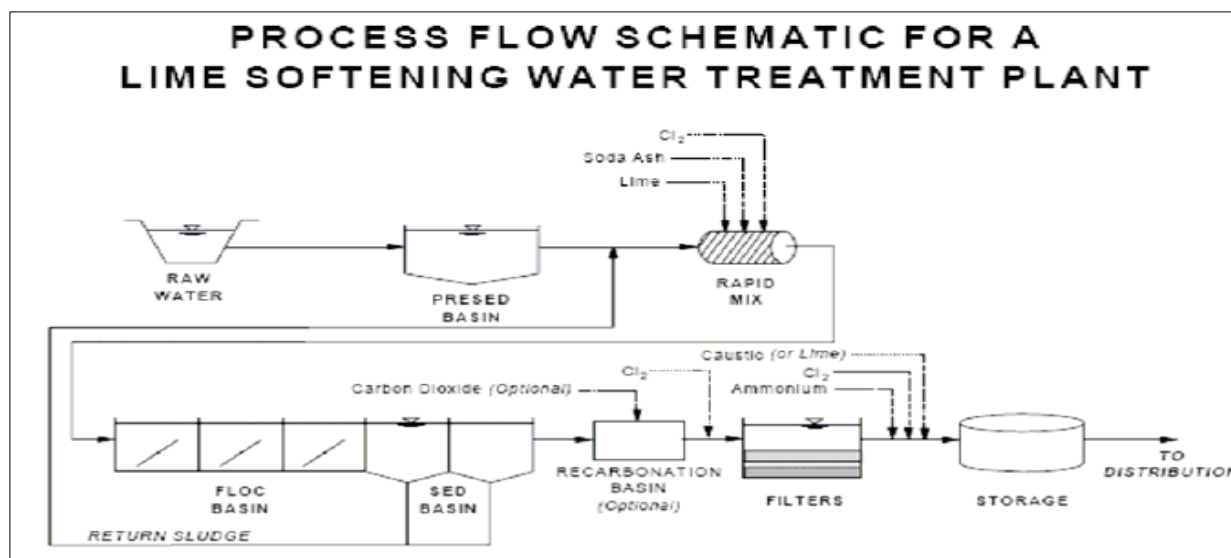 PROCESS FLOW SCHEMATIC FOR A
LIME SOFTENING WATER TREATMENT PLANT
Cl2
Soda Ash
Lime
RAW
WATER
PRESED
BASIN
RAPID
MIX
Caustic (or Lime)
Cl2
Ammonium
Cl2
Carbon Dioxide (Optional)
FLOC
BASIN
SED
BASIN
RECARBONATION
BASIN
(Optional)
FILTERS
STORAGE
TO
DISTRIBUTION
RETURN SLUDGE